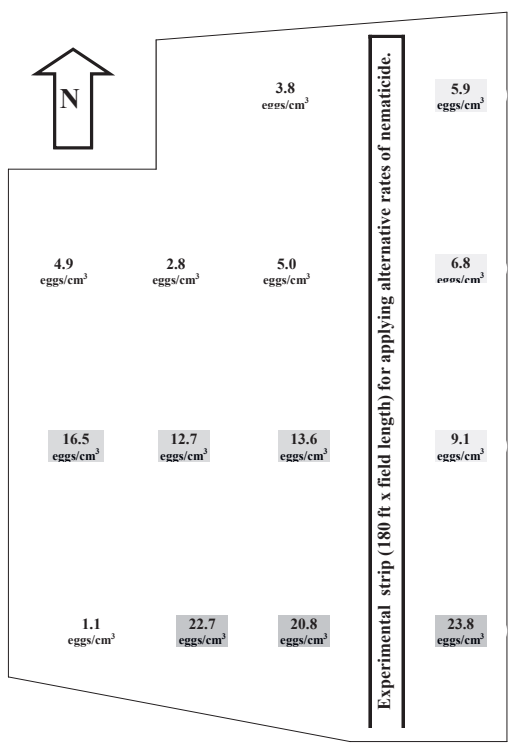 N
3.8
eggs/cm³
5.9
eggs/cm³
Experimental strip (180 ft x field length) for applying alternative rates of nematicide.
4.9
eggs/cm³
2.8
eggs/cm³
5.0
eggs/cm³
6.8
eggs/cm³
16.5
eggs/cm³
12.7
eggs/cm³
13.6
eggs/cm³
9.1
eggs/cm³
1.1
eggs/cm³
22.7
eggs/cm³
20.8
eggs/cm³
23.8
eggs/cm³